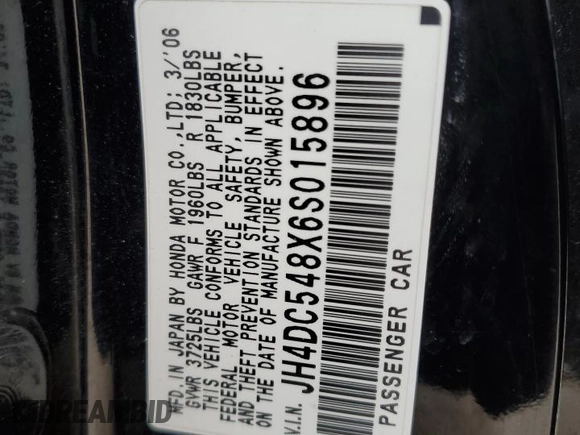 MFD. IN JAPAN BY HONDA MOTOR CO.,LTD; 3/'06
GVWR 3725LBS GAWR F 1960LBS R 1830LBS
THIS VEHICLE CONFORMS TO ALL APPLICABLE
FEDERAL MOTOR VEHICLE SAFETY, BUMPER,
AND THEFT PREVENTION STANDARDS IN EFFECT
ON THE DATE OF MANUFACTURE SHOWN ABOVE.
V.I.N. JH4DC548X6S015896
PASSENGER CAR
DREAMBID